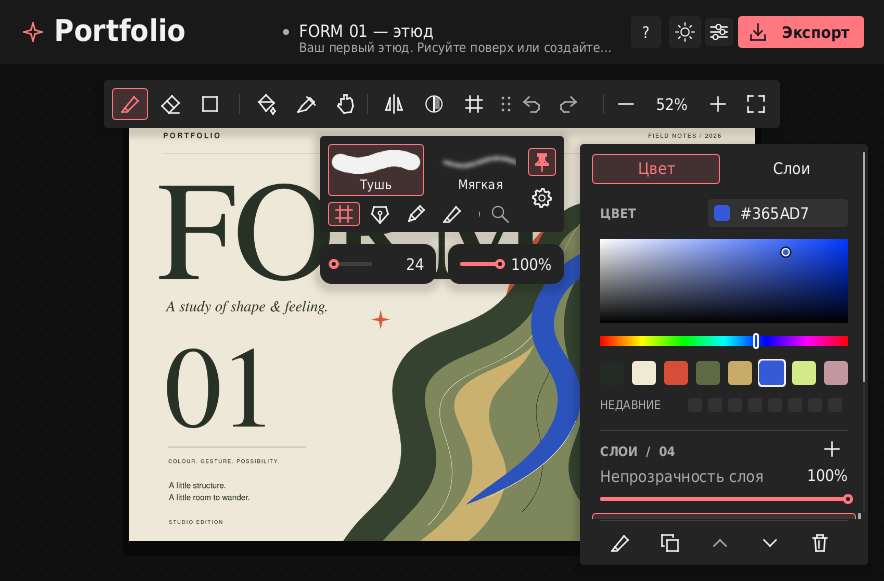 Portfolio
FORM 01 — этюд
Ваш первый этюд. Рисуйте поверх или создайте...
?
Экспорт
52%
PORTFOLIO
FIELD NOTES / 2026
Тушь
Мягкая
24
100%
FORM
A study of shape & feeling.
01
COLOUR. GESTURE. POSSIBILITY.
A little structure.
A little room to wander.
STUDIO EDITION
Цвет
Слои
ЦВЕТ
#365AD7
НЕДАВНИЕ
СЛОИ / 04
Непрозрачность слоя
100%